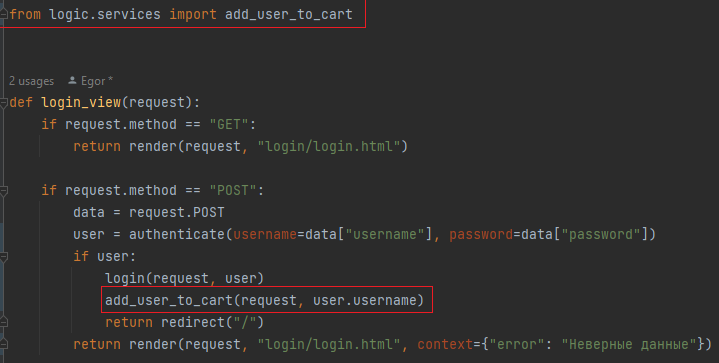 from logic.services import add_user_to_cart
2 usages Egor *
def login_view(request):
if request.method == "GET":
return render(request, "login/login.html")
if request.method == "POST":
data = request.POST
user = authenticate(username=data["username"], password=data["password"])
if user:
login(request, user)
add_user_to_cart(request, user.username)
return redirect("/")
return render(request, "login/login.html", context={"error": "Неверные данные"})